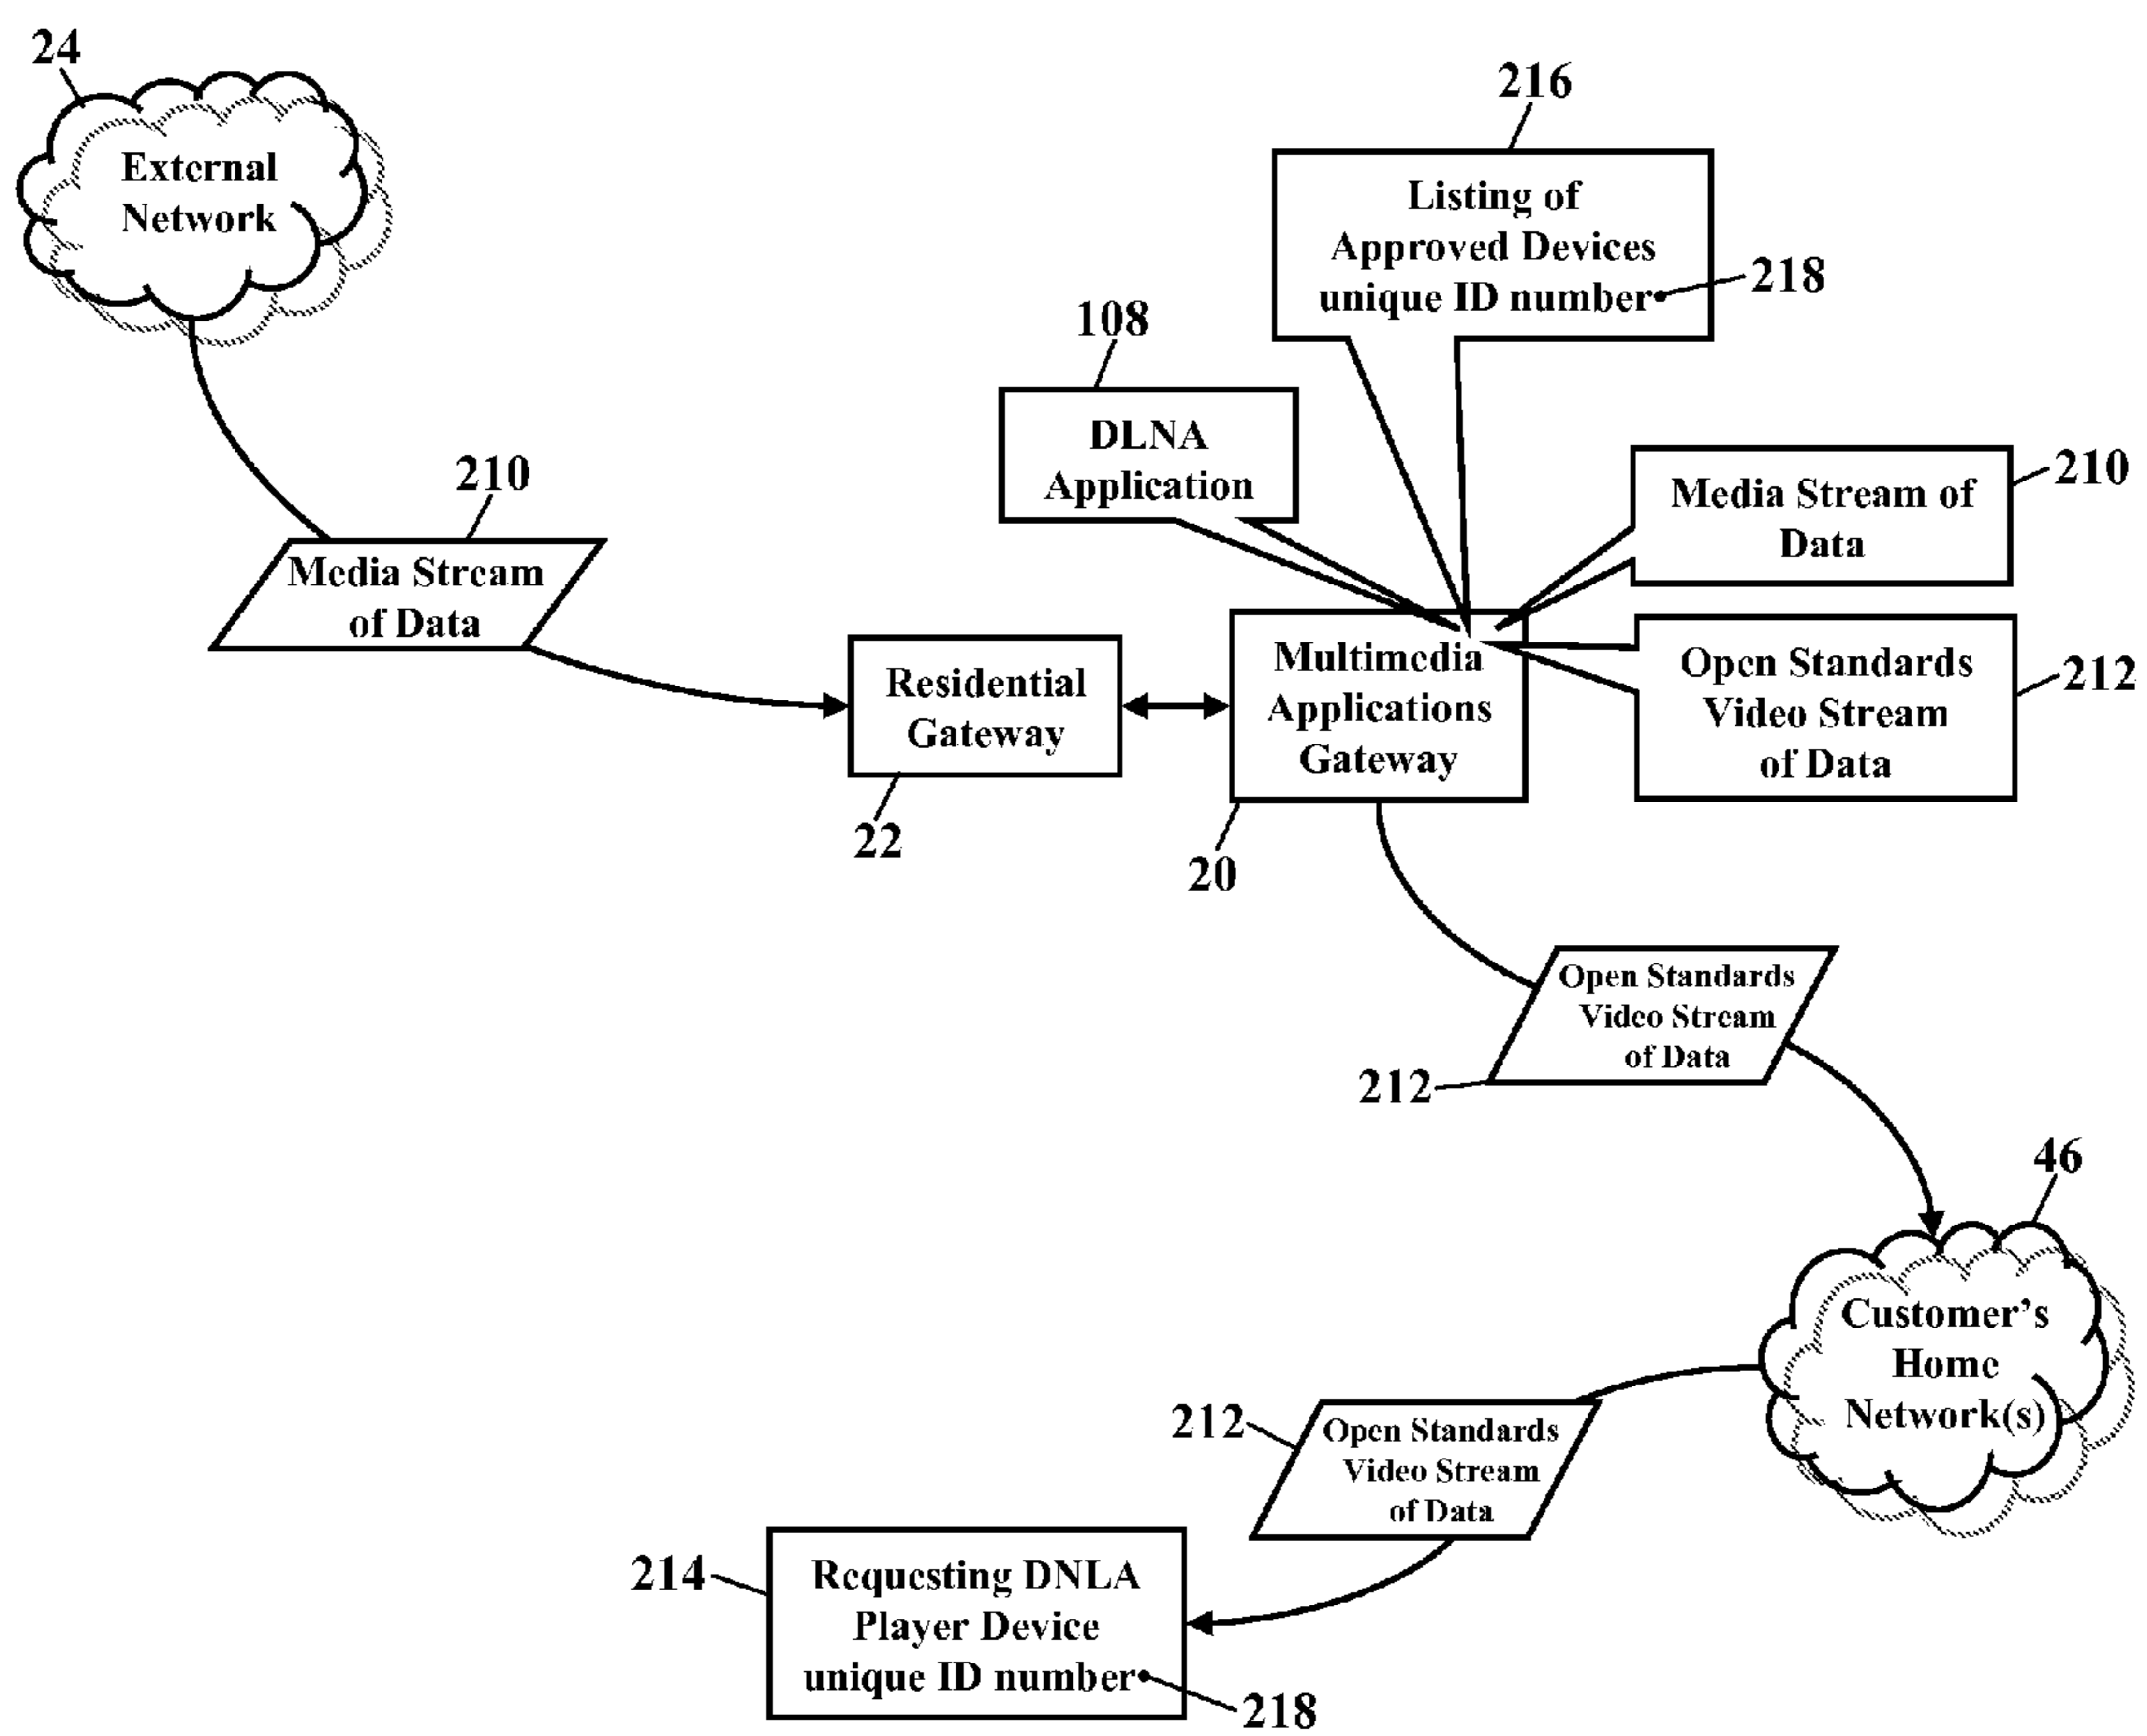 24
External
Network
216
Listing of
Approved Devices
unique ID number
218
108
DLNA
Application
210
Media Stream of
Data
210
Media Stream
of Data
Open Standards
Video Stream
of Data
212
Residential
Gateway
22
Multimedia
Applications
Gateway
20
Open Standards
Video Stream
of Data
212
46
Customer's
Home
Network(s)
212
Open Standards
Video Stream
of Data
214
Requesting DNLA
Player Device
unique ID number
218